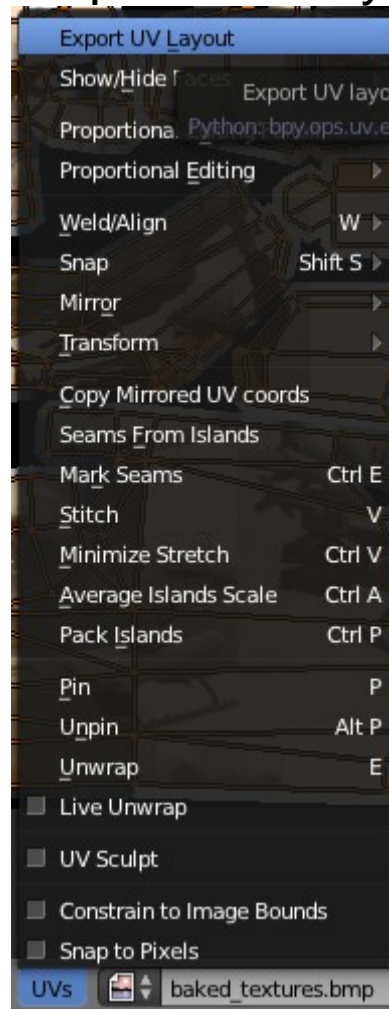 Export UV Layout
Show/Hide Faces
Export UV layo
Python: bpy.ops.uv.e
Proportional Editing
Weld/Align W
Snap Shift S
Mirror
Transform
Copy Mirrored UV coords
Seams From Islands
Mark Seams Ctrl E
Stitch V
Minimize Stretch Ctrl V
Average Islands Scale Ctrl A
Pack Islands Ctrl P
Pin P
Unpin Alt P
Unwrap E
Live Unwrap
UV Sculpt
Constrain to Image Bounds
Snap to Pixels
UVs baked_textures.bmp